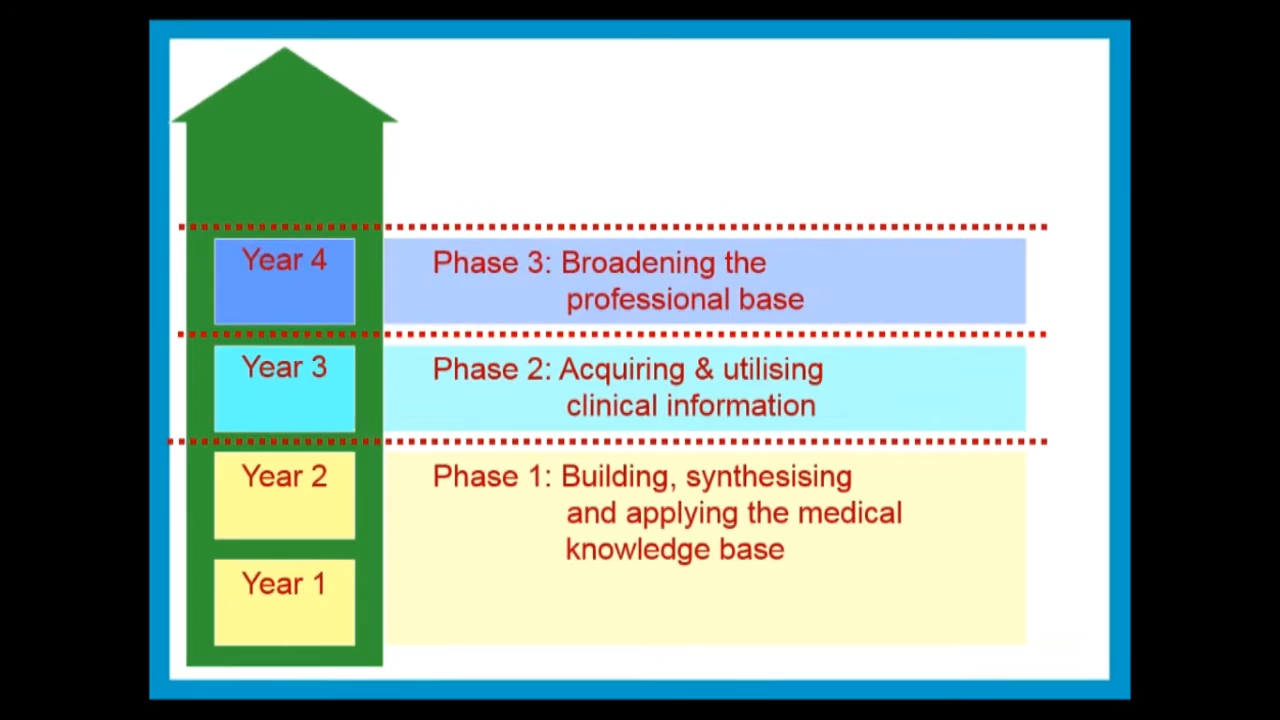 Year 4
Phase 3: Broadening the
professional base
Year 3
Phase 2: Acquiring & utilising
clinical information
Year 2
Phase 1: Building, synthesising
and applying the medical
knowledge base
Year 1